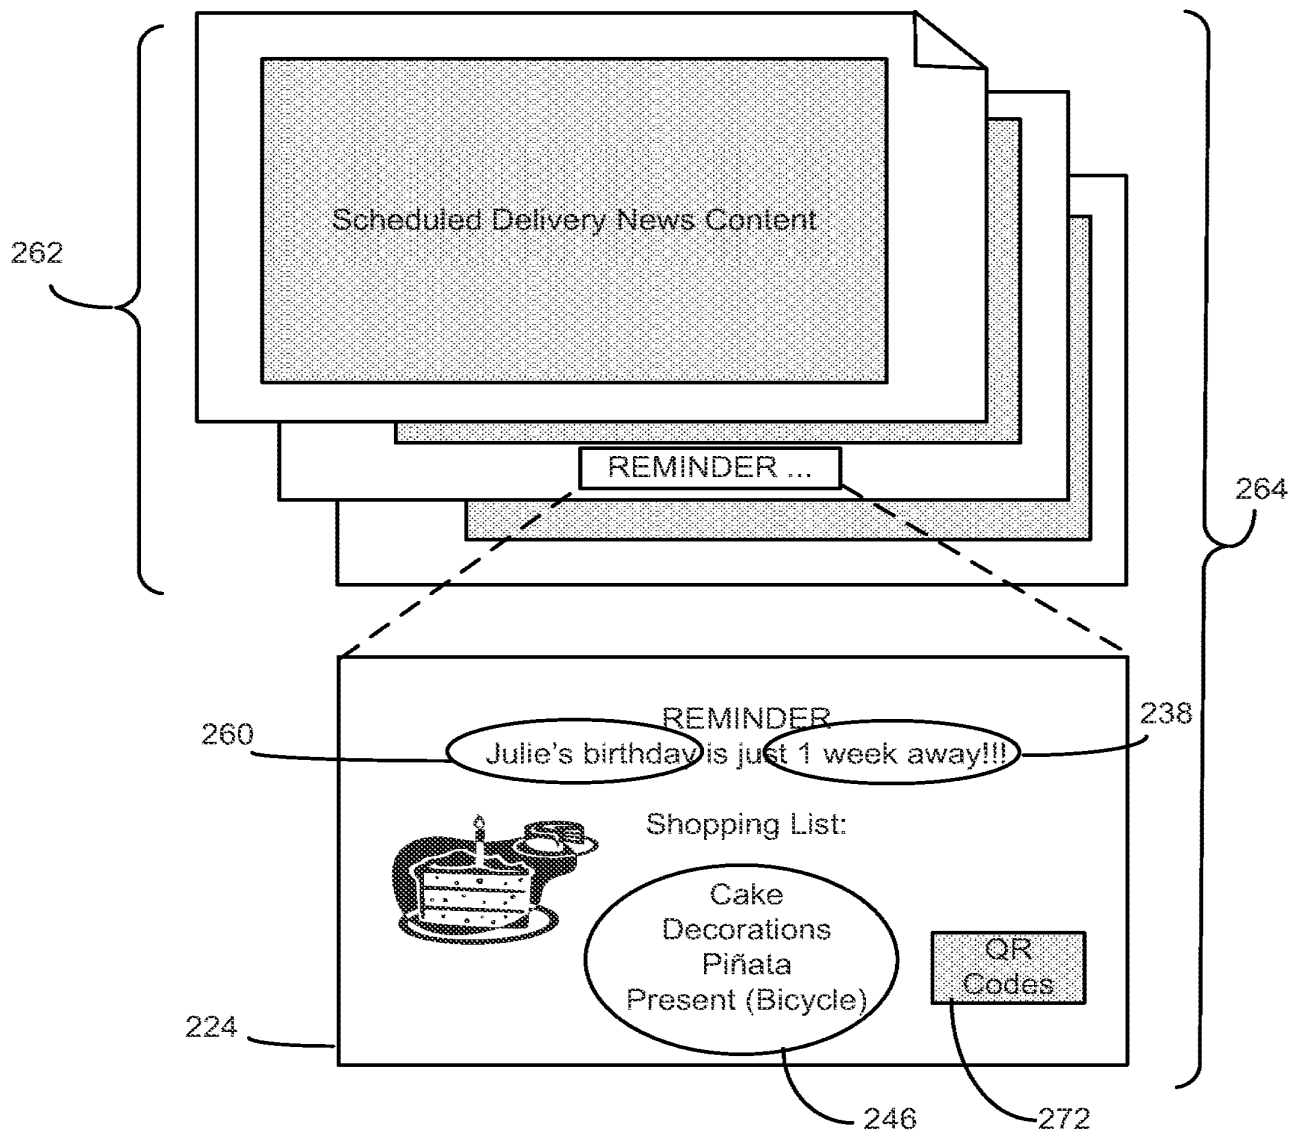 262
Scheduled Delivery News Content
REMINDER ...
264
REMINDER
Julie's birthday is just 1 week away!!!
260
238
Shopping List:
Cake
Decorations
Piñata
Present (Bicycle)
QR
Codes
224
246
272